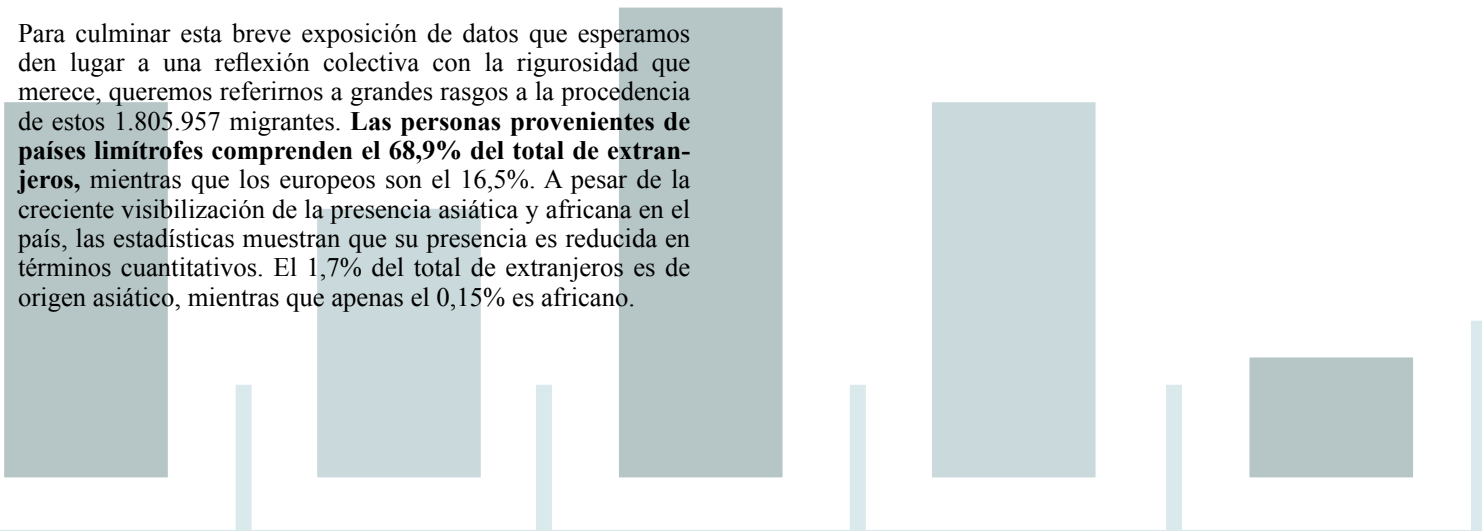 Para culminar esta breve exposición de datos que esperamos
den lugar a una reflexión colectiva con la rigurosidad que
merece, queremos referirnos a grandes rasgos a la procedencia
de estos 1.805.957 migrantes. Las personas provenientes de
países limítrofes comprenden el 68,9% del total de extran-
jeros, mientras que los europeos son el 16,5%. A pesar de la
creciente visibilización de la presencia asiática y africana en el
país, las estadísticas muestran que su presencia es reducida en
términos cuantitativos. El 1,7% del total de extranjeros es de
origen asiático, mientras que apenas el 0,15% es africano.